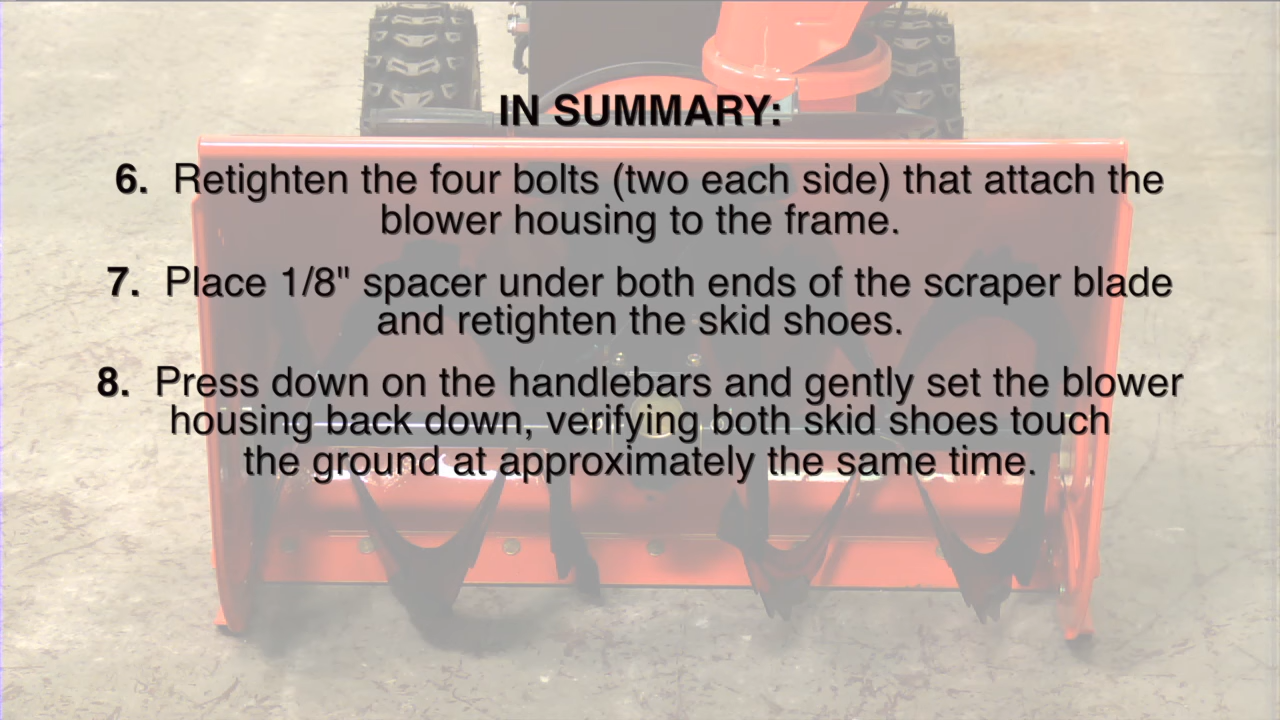 IN SUMMARY:
6. Retighten the four bolts (two each side) that attach the
blower housing to the frame.
7. Place 1/8" spacer under both ends of the scraper blade
and retighten the skid shoes.
8. Press down on the handlebars and gently set the blower
housing back down, verifying both skid shoes touch
the ground at approximately the same time.